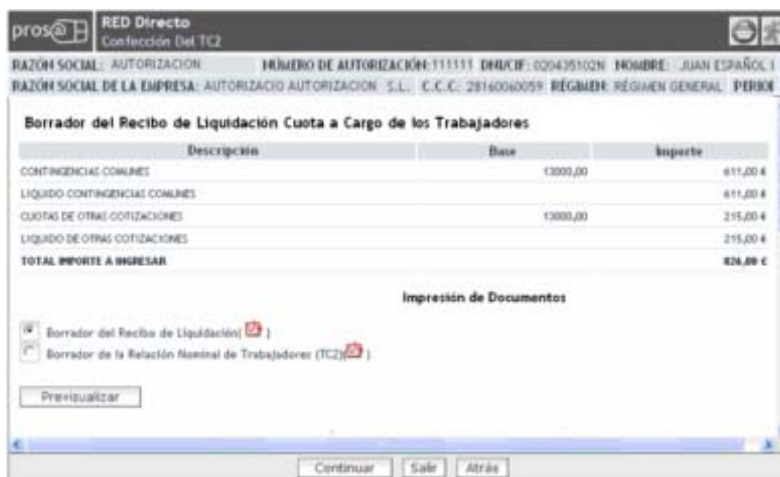 pros@
RED Directo
Confección Del TC2
RAZÓN SOCIAL: AUTORIZACION NÚMERO DE AUTORIZACIÓN: 111111 DNI/CIF: 020435102N NOMBRE: JUAN ESPAÑOL
RAZÓN SOCIAL DE LA EMPRESA: AUTORIZACIO AUTORIZACION S.L. C.C.C: 28160060059 RÉGIMEN: RÉGIMEN GENERAL PERIO
Borrador del Recibo de Liquidación Cuota a Cargo de los Trabajadores
Descripción Base Importe
CONTINGENCIAS COMUNES 13000,00 611,00 €
LIQUIDO CONTINGENCIAS COMUNES 611,00 €
CUOTAS DE OTRAS COTIZACIONES 13000,00 215,00 €
LIQUIDO DE OTRAS COTIZACIONES 215,00 €
TOTAL IMPORTE A INGRESAR 826,00 €
Impresión de Documentos
Borrador del Recibo de Liquidación( )
Borrador de la Relación Nominal de Trabajadores (TC2)( )
Previsualizar
Continuar Salir Atrás